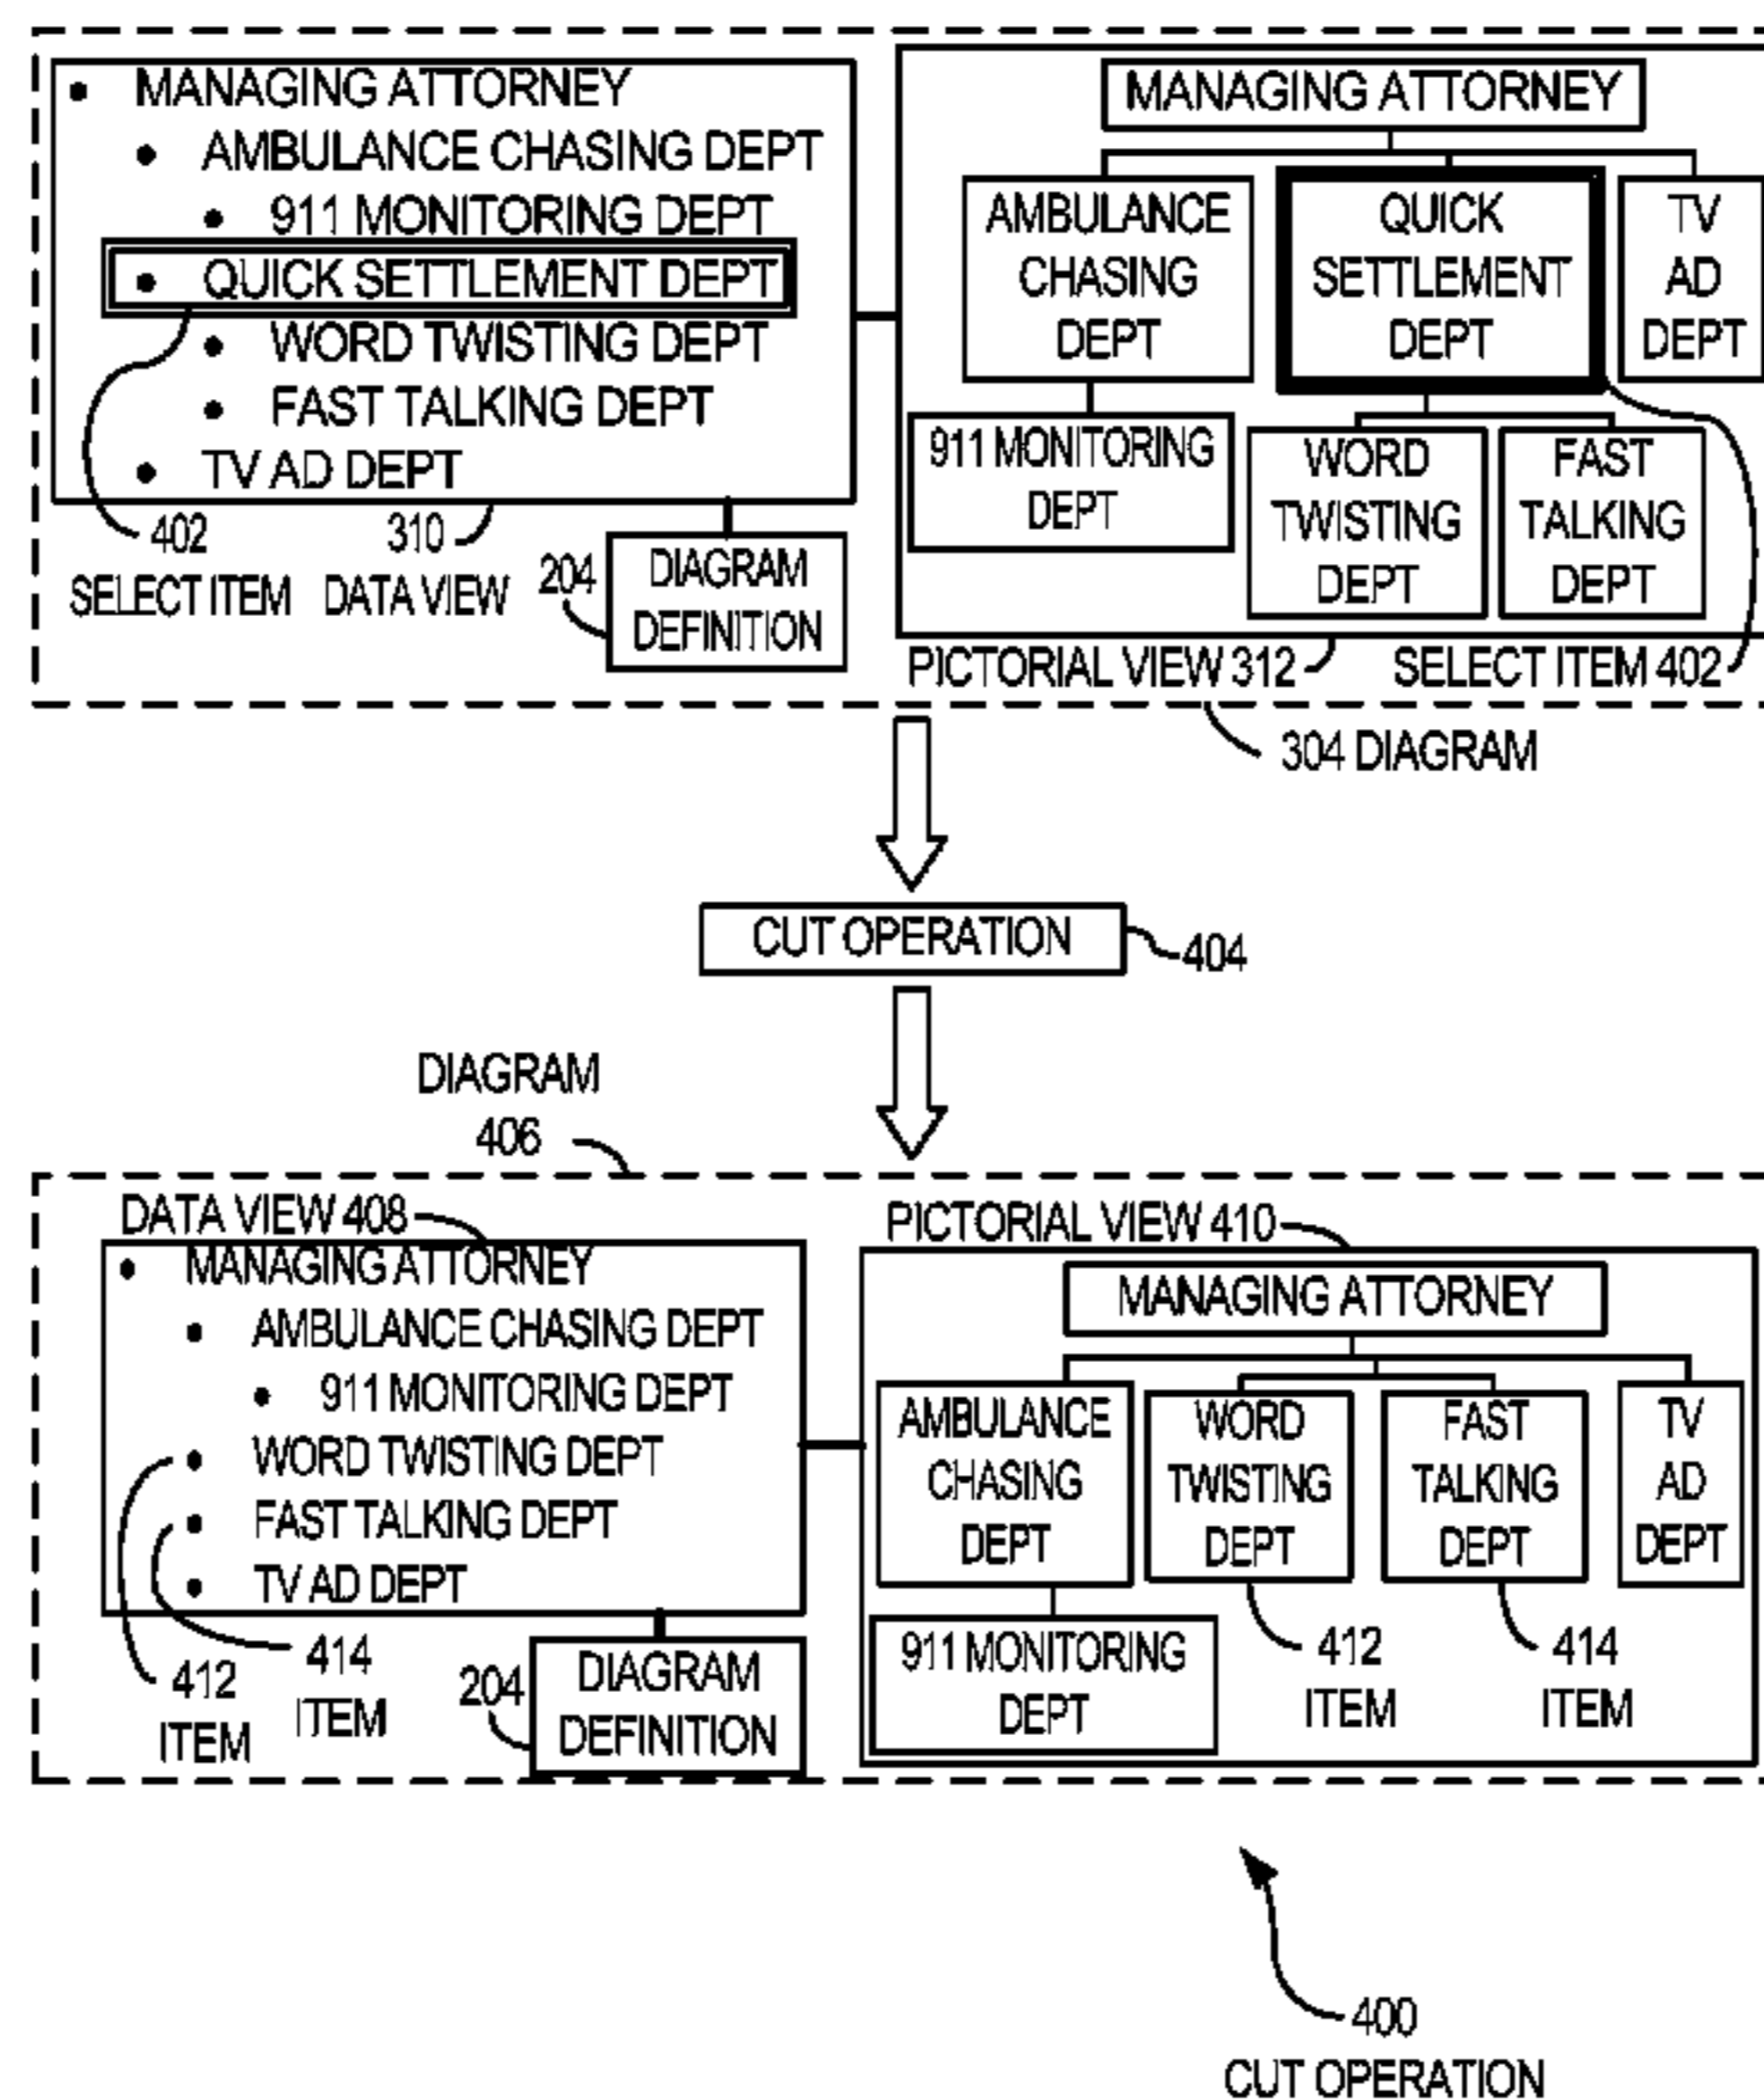 MANAGING ATTORNEY
AMBULANCE CHASING DEPT
911 MONITORING DEPT
QUICK SETTLEMENT DEPT
WORD TWISTING DEPT
FAST TALKING DEPT
TV AD DEPT
402
SELECT ITEM
310
DATA VIEW
204
DIAGRAM
DEFINITION
MANAGING ATTORNEY
AMBULANCE
CHASING
DEPT
QUICK
SETTLEMENT
DEPT
TV
AD
DEPT
911 MONITORING
DEPT
WORD
TWISTING
DEPT
FAST
TALKING
DEPT
PICTORIAL VIEW 312
SELECT ITEM 402
304 DIAGRAM
CUT OPERATION
404
DIAGRAM
406
DATA VIEW 408
MANAGING ATTORNEY
AMBULANCE CHASING DEPT
911 MONITORING DEPT
WORD TWISTING DEPT
FAST TALKING DEPT
TV AD DEPT
412
ITEM
414
ITEM
204
DIAGRAM
DEFINITION
PICTORIAL VIEW 410
MANAGING ATTORNEY
AMBULANCE
CHASING
DEPT
WORD
TWISTING
DEPT
FAST
TALKING
DEPT
TV
AD
DEPT
911 MONITORING
DEPT
412
ITEM
414
ITEM
400
CUT OPERATION